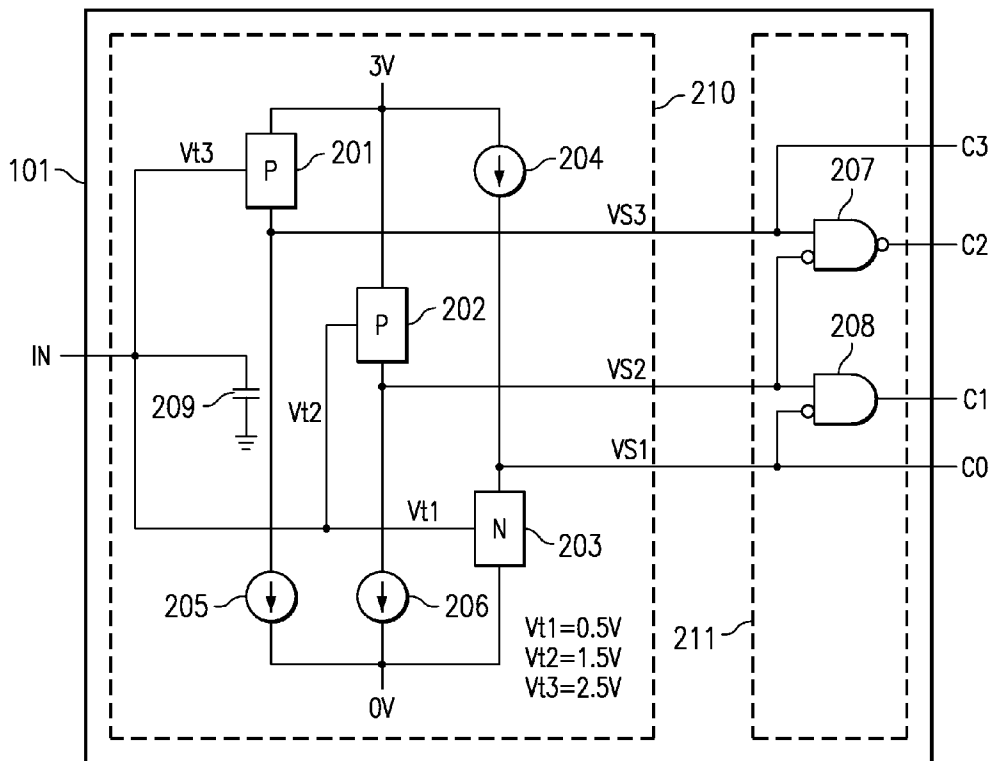 3V
210
101
Vt3
P
201
204
C3
207
VS3
C2
P
202
208
IN
209
Vt2
VS2
C1
VS1
C0
Vt1
N
203
205
206
Vt1=0.5V
Vt2=1.5V
Vt3=2.5V
211
0V